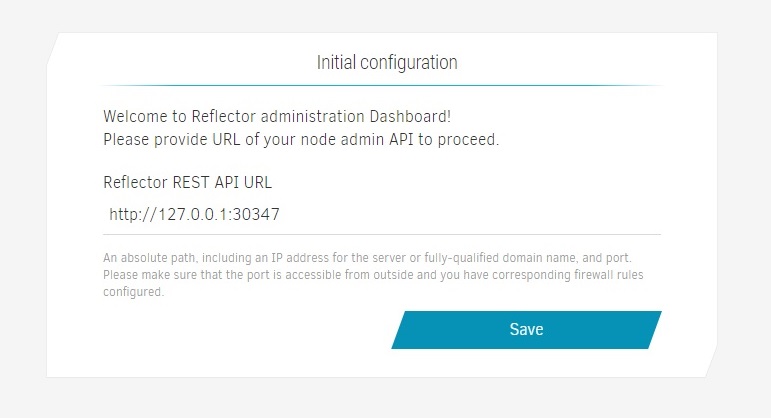 Initial configuration
Welcome to Reflector administration Dashboard!
Please provide URL of your node admin API to proceed.
Reflector REST API URL
http://127.0.0.1:30347
An absolute path, including an IP address for the server or fully-qualified domain name, and port.
Please make sure that the port is accessible from outside and you have corresponding firewall rules
configured.
Save